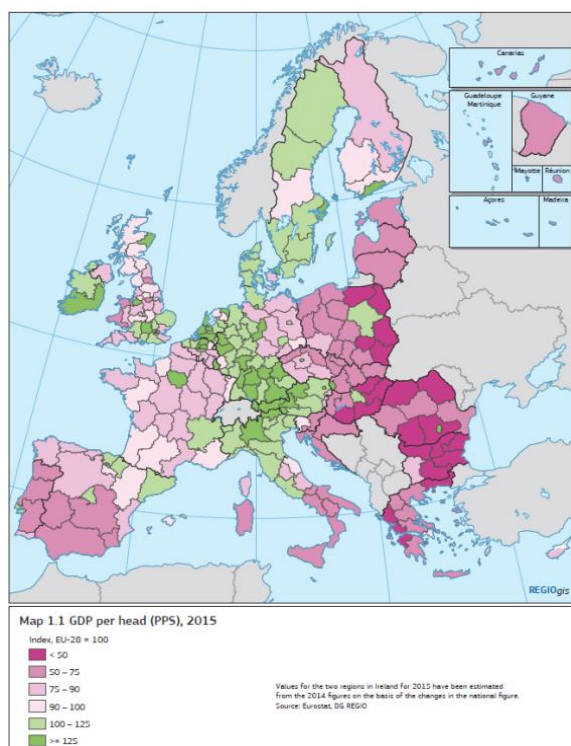 Canarias
Guadeloupe
Martinique
Guyane
Mayotte
Réunion
Açores
Madeira
REGIOgis
Map 1.1 GDP per head (PPS), 2015
Index, EU-28 = 100
< 50
50 – 75
75 – 90
90 – 100
100 – 125
>= 125
Values for the two regions in Ireland for 2015 have been estimated
from the 2014 figures on the basis of the changes in the national figure.
Source: Eurostat, DG REGIO